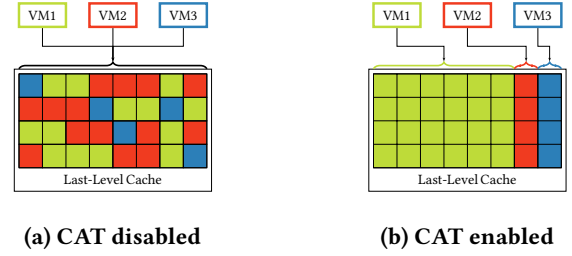 VM1 VM2 VM3
Last-Level Cache
(a) CAT disabled
VM1 VM2 VM3
Last-Level Cache
(b) CAT enabled